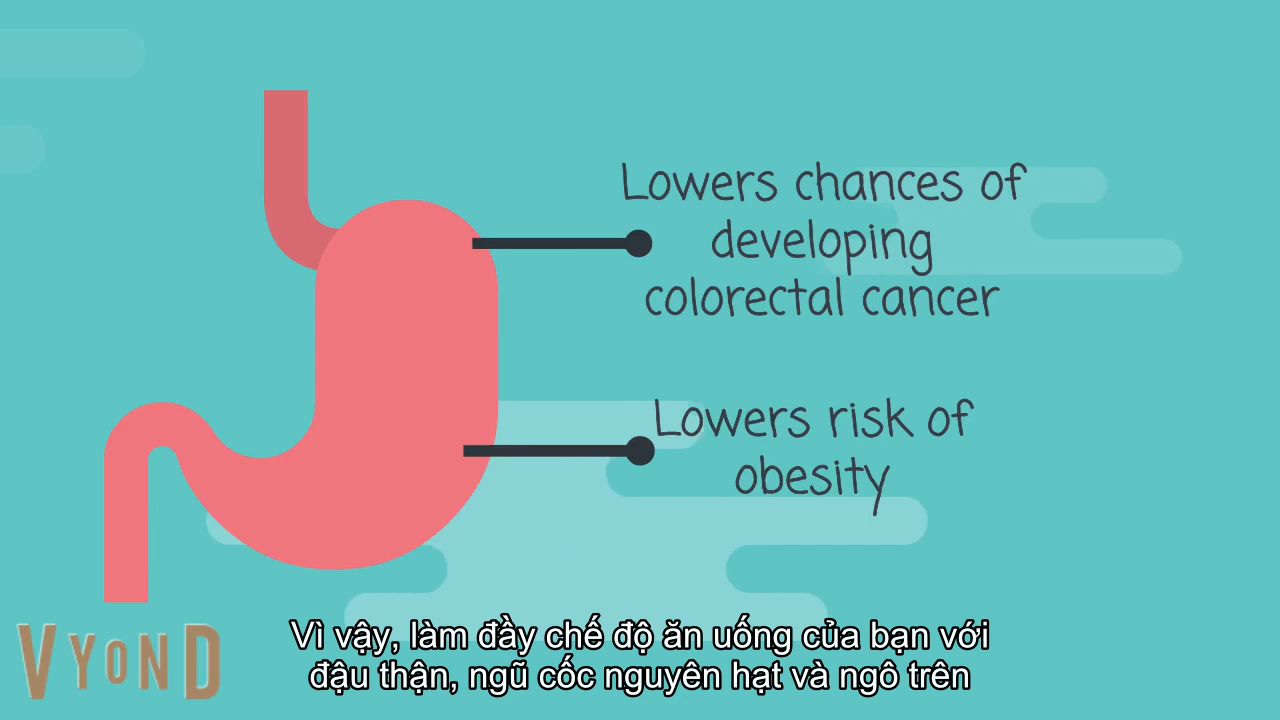 Lowers chances of
developing
colorectal cancer
Lowers risk of
obesity
VYOND
Vì vậy, làm đầy chế độ ăn uống của bạn với
đậu thận, ngũ cốc nguyên hạt và ngô trên